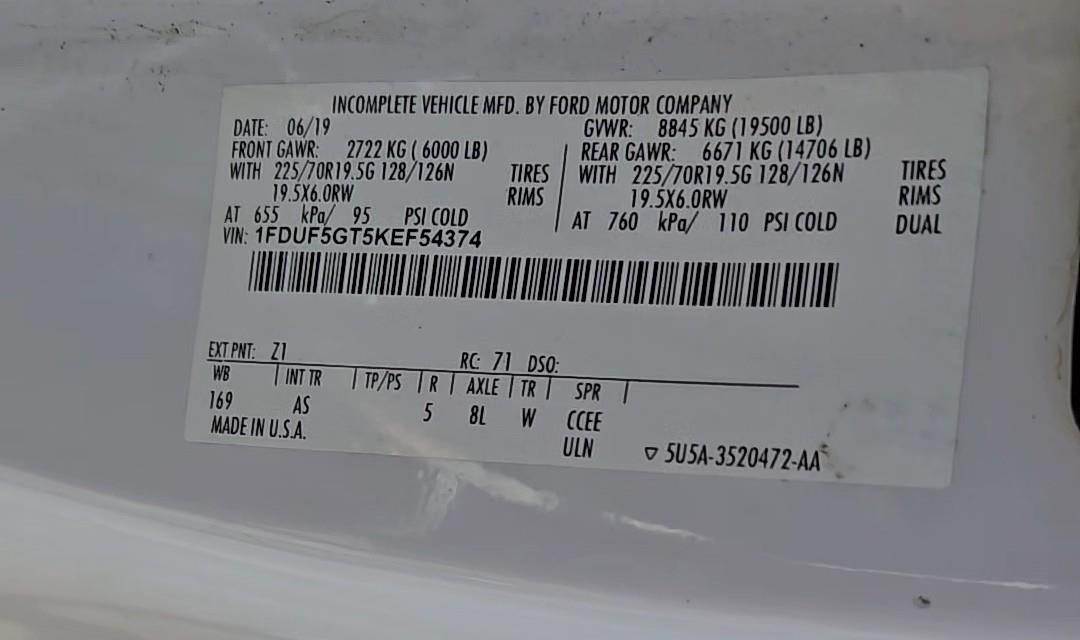 INCOMPLETE VEHICLE MFD. BY FORD MOTOR COMPANY
DATE: 06/19 GVWR: 8845 KG (19500 LB)
FRONT GAWR: 2722 KG ( 6000 LB) REAR GAWR: 6671 KG (14706 LB)
WITH 225/70R19.5G 128/126N TIRES WITH 225/70R19.5G 128/126N TIRES
19.5X6.0RW RIMS 19.5X6.0RW RIMS
AT 655 kPa/ 95 PSI COLD AT 760 kPa/ 110 PSI COLD DUAL
VIN: 1FDUF5GT5KEF54374
EXT PNT: Z1 RC: 71 DSO:
WB INT TR TP/PS R AXLE TR SPR
169 AS 5 8L W CCEE
MADE IN U.S.A. ULN
5U5A-3520472-AA